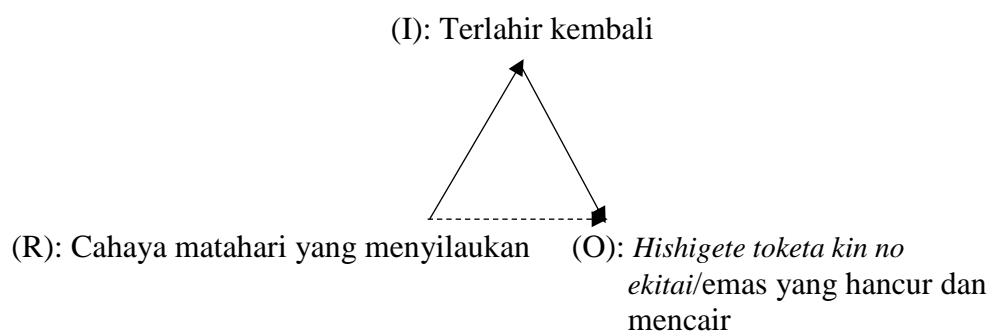 (I): Terlahir kembali
(R): Cahaya matahari yang menyilaukan
(O): Hishigete toketa kin no
ekitai/emas yang hancur dan
mencair